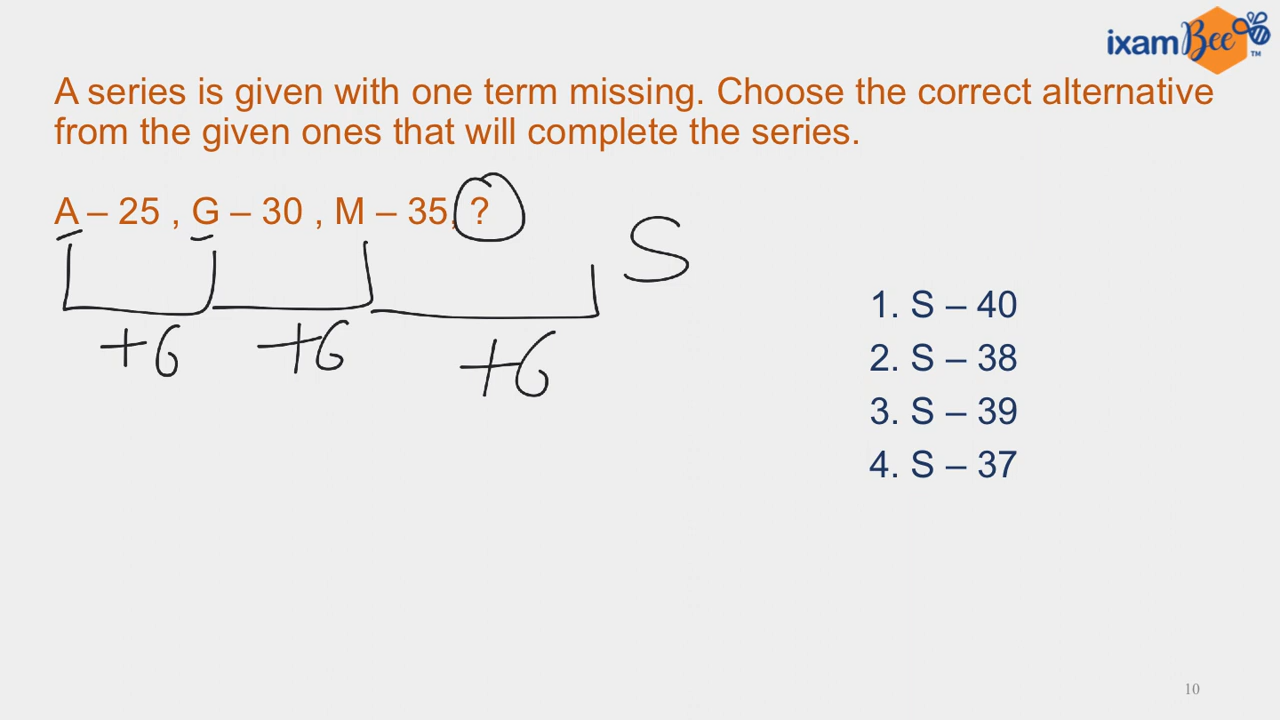 ixamBee™
A series is given with one term missing. Choose the correct alternative
from the given ones that will complete the series.
A – 25 , G – 30 , M – 35, ?
S
+6 +6 +6
1. S – 40
2. S – 38
3. S – 39
4. S – 37
10